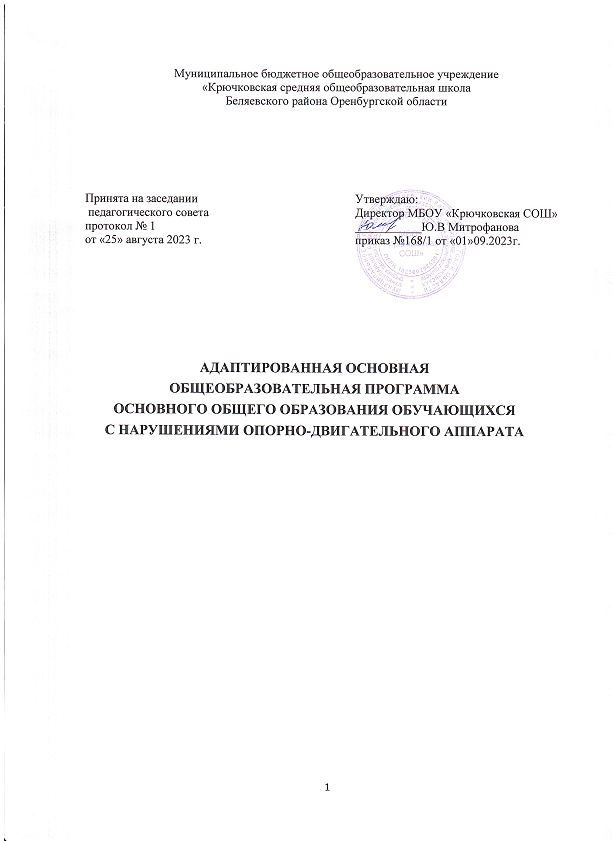 Муниципальное бюджетное общеобразовательное учреждение
«Крючковская средняя общеобразовательная школа
Беляевского района Оренбургской области
Принята на заседании
педагогического совета
протокол № 1
от «25» августа 2023 г.
Утверждаю:
Директор МБОУ «Крючковская СОШ»
___________Ю.В Митрофанова
приказ №168/1 от «01»09.2023г.
СОШ»
АДАПТИРОВАННАЯ ОСНОВНАЯ
ОБЩЕОБРАЗОВАТЕЛЬНАЯ ПРОГРАММА
ОСНОВНОГО ОБЩЕГО ОБРАЗОВАНИЯ ОБУЧАЮЩИХСЯ
С НАРУШЕНИЯМИ ОПОРНО-ДВИГАТЕЛЬНОГО АППАРАТА
1